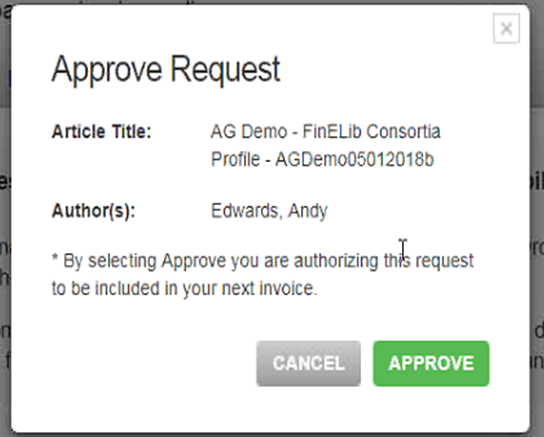 Approve Request
Article Title: AG Demo - FinELib Consortia
Profile - AGDemo05012018b
Author(s): Edwards, Andy
* By selecting Approve you are authorizing this request
to be included in your next invoice.
CANCEL APPROVE